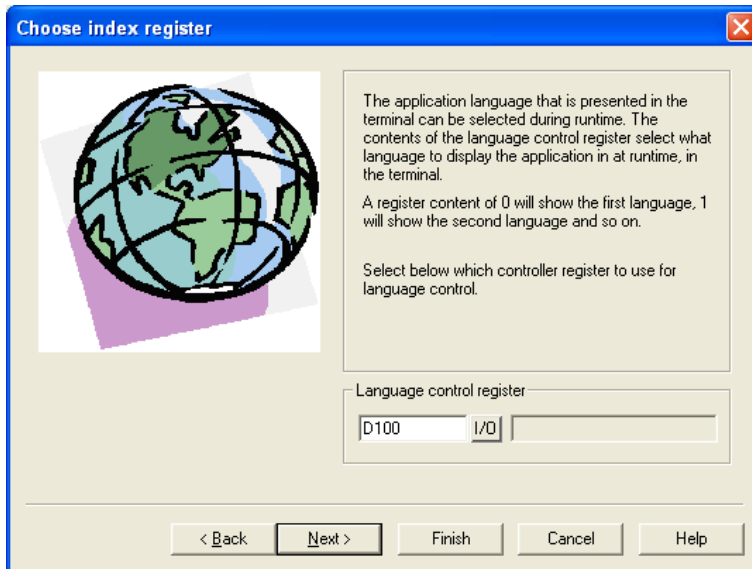 Choose index register
The application language that is presented in the
terminal can be selected during runtime. The
contents of the language control register select what
language to display the application in at runtime, in
the terminal.
A register content of 0 will show the first language, 1
will show the second language and so on.
Select below which controller register to use for
language control.
Language control register
D100 I/O
< Back Next > Finish Cancel Help